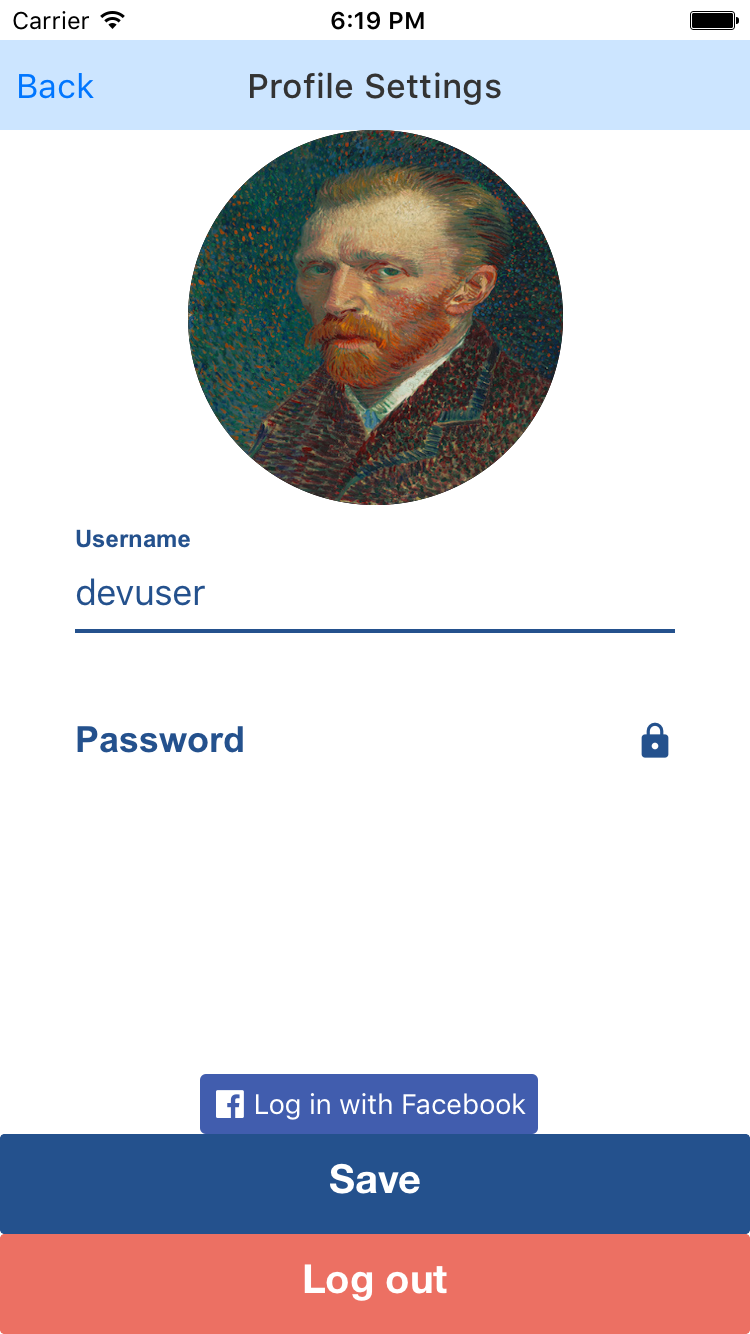 Carrier 6:19 PM
Back Profile Settings
Username
devuser
Password
Log in with Facebook
Save
Log out